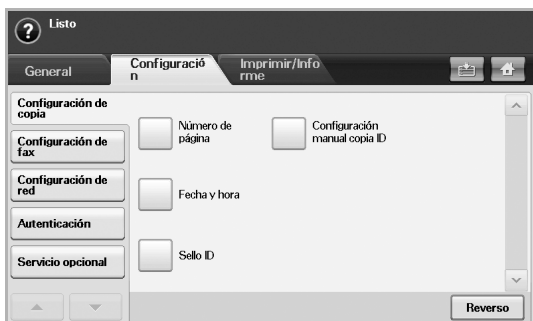 Listo
General
Configuració
n
Imprimir/Info
rme
Configuración de
copia
Configuración de
fax
Configuración de
red
Autenticación
Servicio opcional
Número de
página
Configuración
manual copia ID
Fecha y hora
Sello ID
Reverso